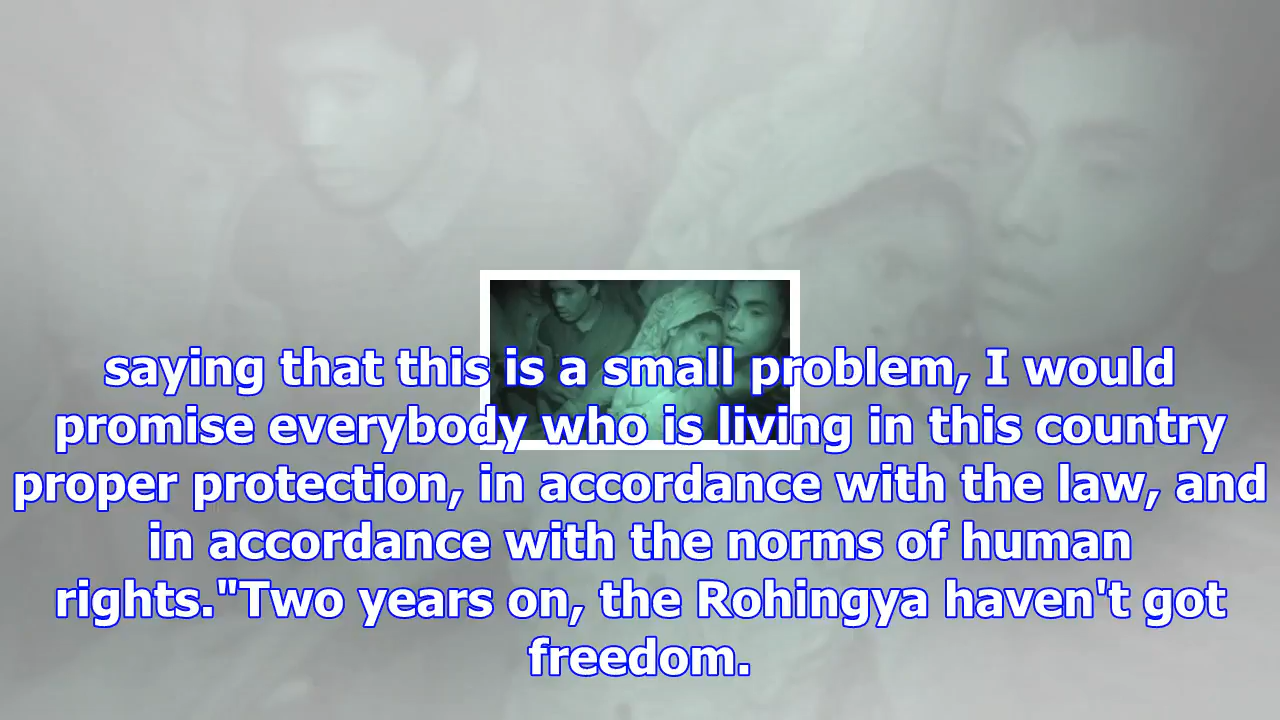 saying that this is a small problem, I would
promise everybody who is living in this country
proper protection, in accordance with the law, and
in accordance with the norms of human
rights."Two years on, the Rohingya haven't got
freedom.